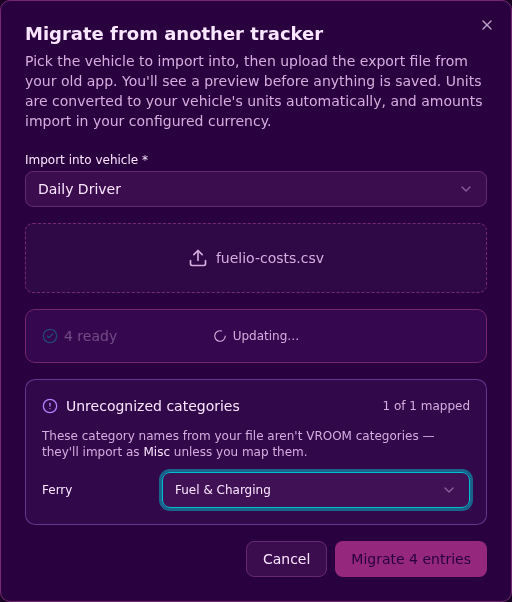 Migrate from another tracker
Pick the vehicle to import into, then upload the export file from
your old app. You'll see a preview before anything is saved. Units
are converted to your vehicle's units automatically, and amounts
import in your configured currency.
Import into vehicle *
Daily Driver
fuelio-costs.csv
4 ready
Updating...
Unrecognized categories
1 of 1 mapped
These category names from your file aren't VROOM categories —
they'll import as Misc unless you map them.
Ferry
Fuel & Charging
Cancel
Migrate 4 entries